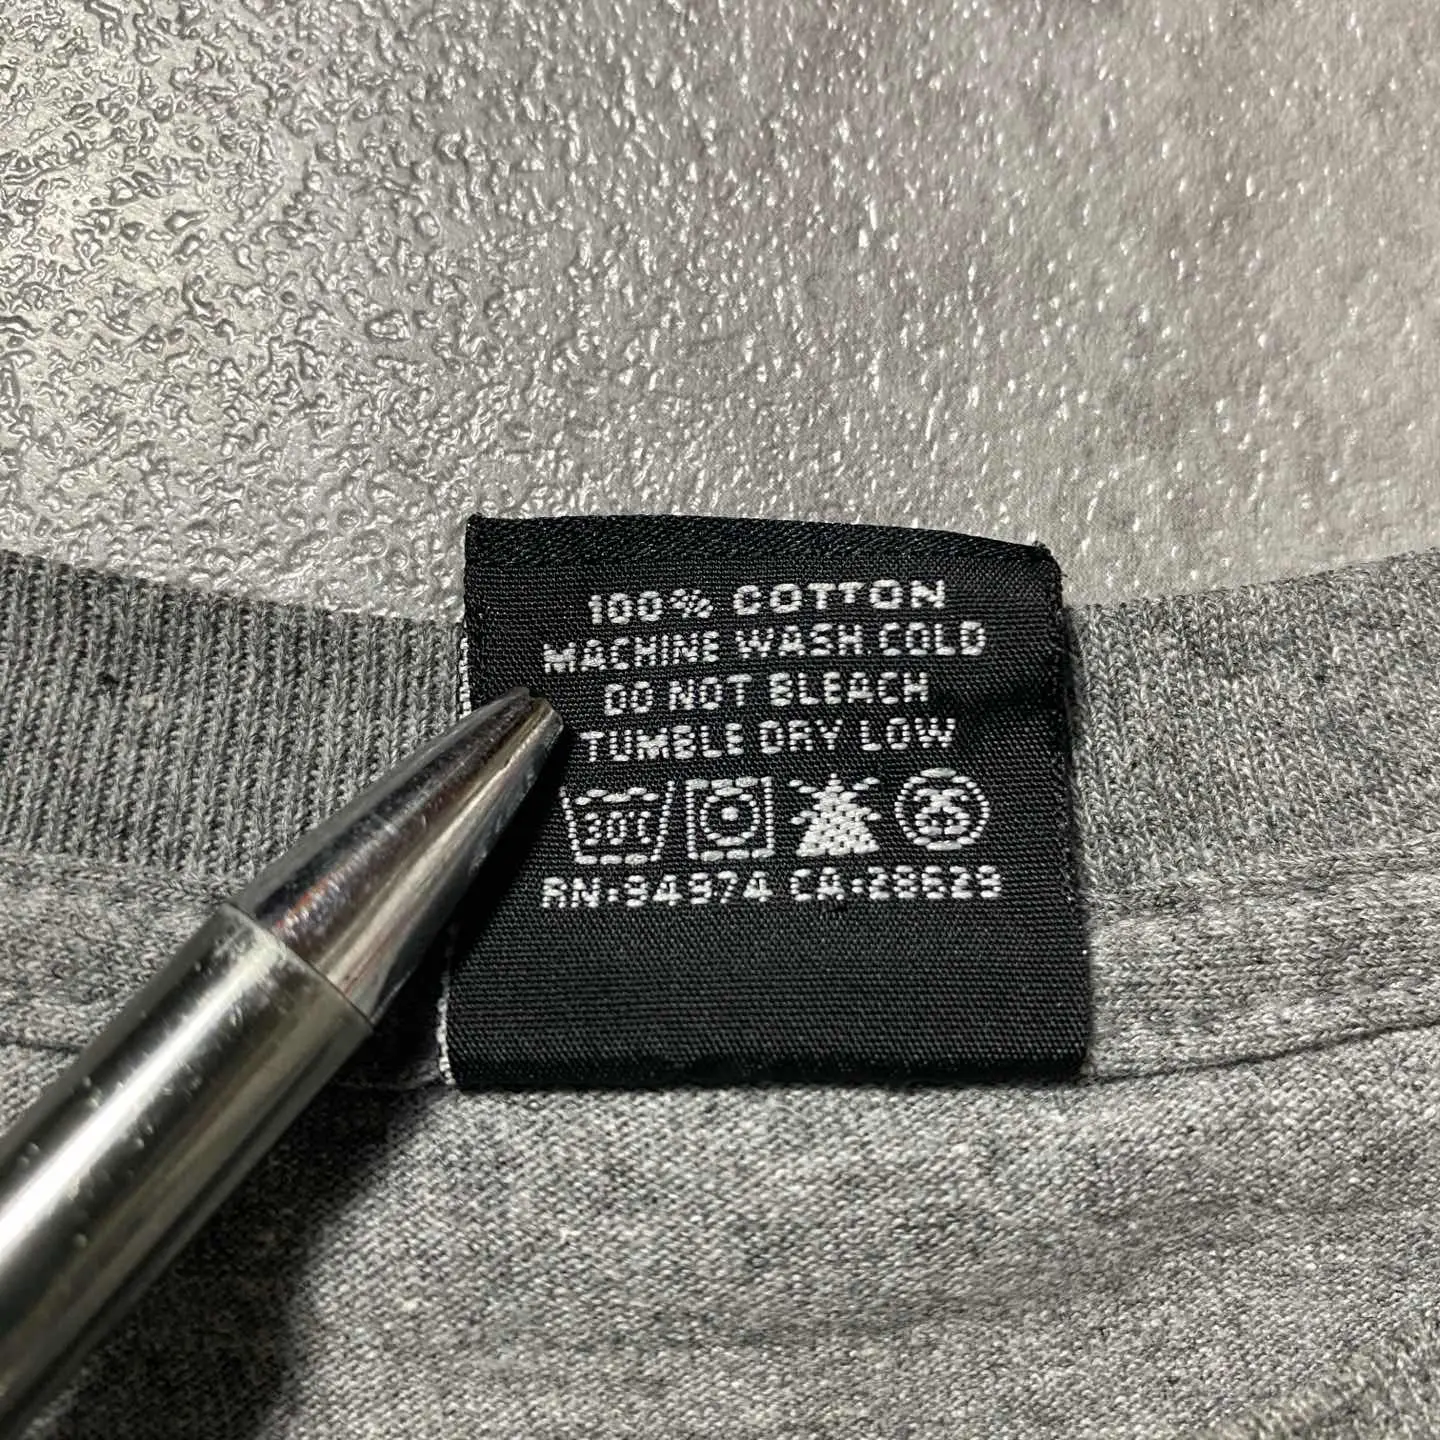 100% COTTON
MACHINE WASH COLD
DO NOT BLEACH
TUMBLE DRY LOW
30°C
RN:94974 CA:28629